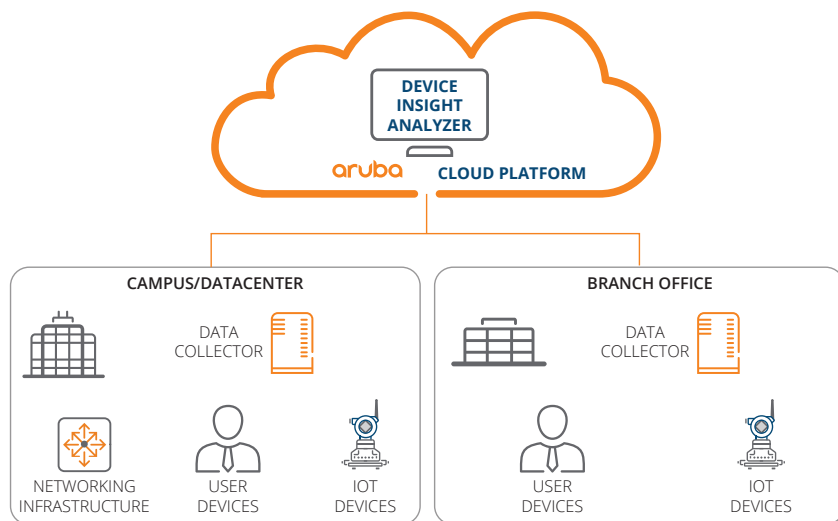 DEVICE
INSIGHT
ANALYZER
aruba CLOUD PLATFORM
CAMPUS/DATACENTER
DATA
COLLECTOR
NETWORKING
INFRASTRUCTURE
USER
DEVICES
IOT
DEVICES
BRANCH OFFICE
DATA
COLLECTOR
USER
DEVICES
IOT
DEVICES